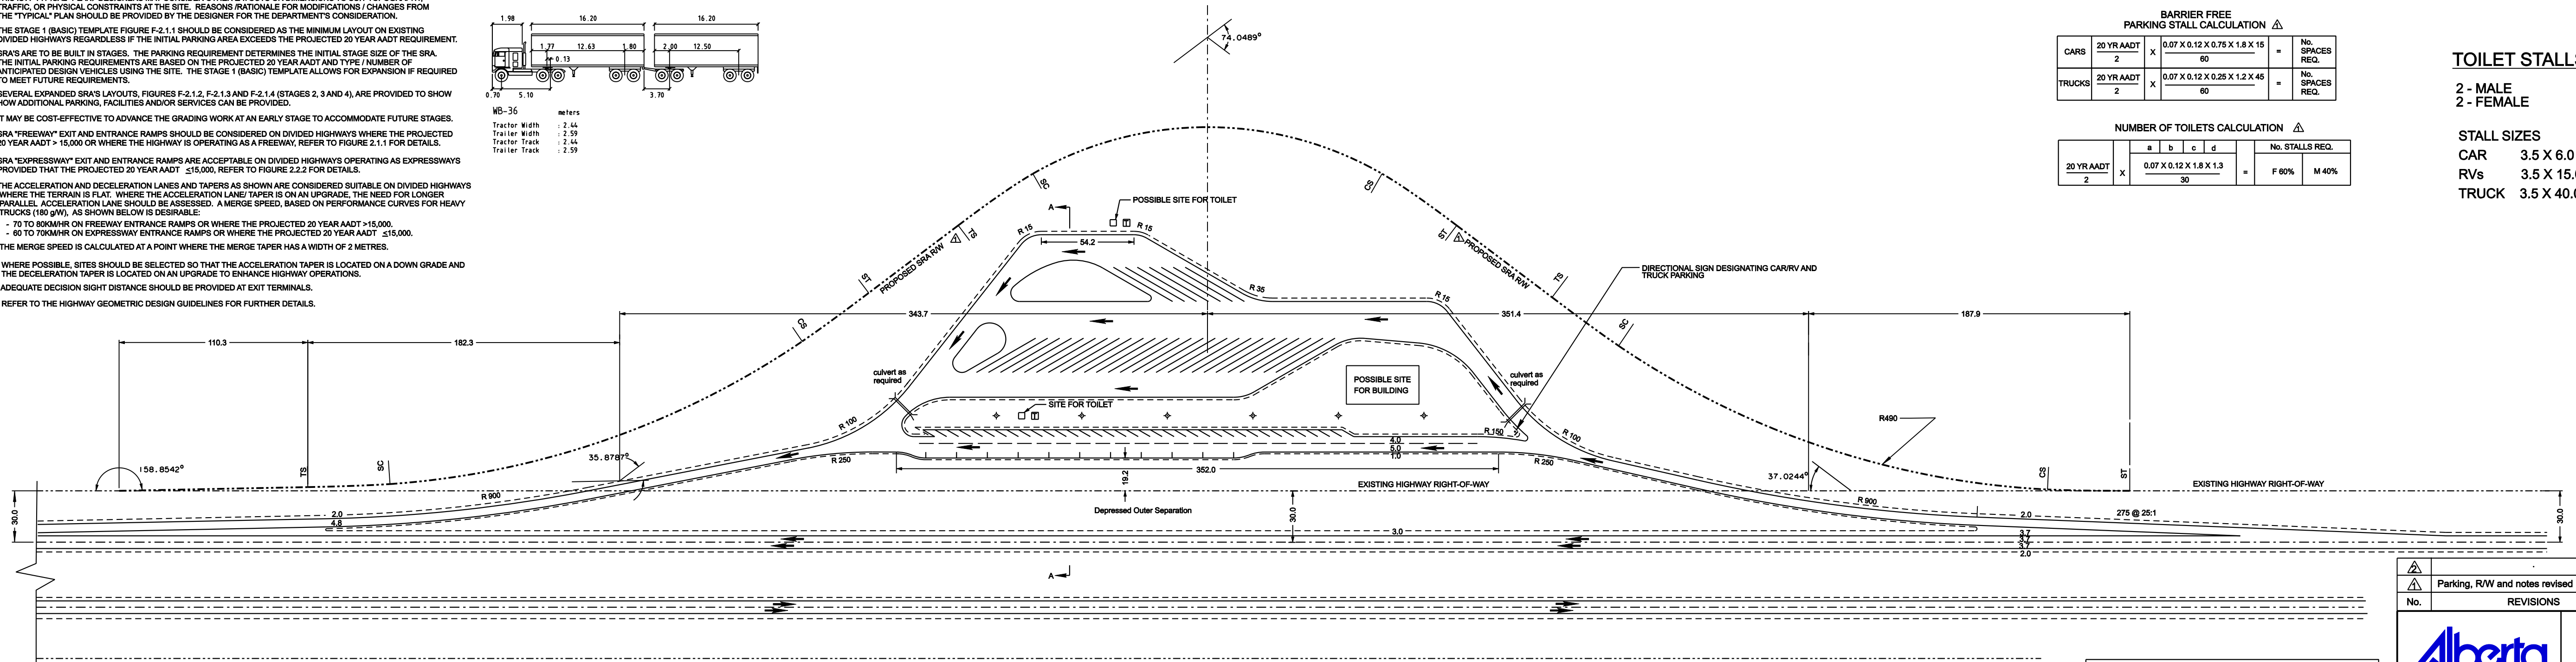 TRAFFIC, OR PHYSICAL CONSTRAINTS AT THE SITE. REASONS /RATIONALE FOR MODIFICATIONS / CHANGES FROM
THE "TYPICAL" PLAN SHOULD BE PROVIDED BY THE DESIGNER FOR THE DEPARTMENT'S CONSIDERATION.
THE STAGE 1 (BASIC) TEMPLATE FIGURE F-2.1.1 SHOULD BE CONSIDERED AS THE MINIMUM LAYOUT ON EXISTING
DIVIDED HIGHWAYS REGARDLESS IF THE INITIAL PARKING AREA EXCEEDS THE PROJECTED 20 YEAR AADT REQUIREMENT.
SRA'S ARE TO BE BUILT IN STAGES. THE PARKING REQUIREMENT DETERMINES THE INITIAL STAGE SIZE OF THE SRA.
THE INITIAL PARKING REQUIREMENTS ARE BASED ON THE PROJECTED 20 YEAR AADT AND TYPE / NUMBER OF
ANTICIPATED DESIGN VEHICLES USING THE SITE. THE STAGE 1 (BASIC) TEMPLATE ALLOWS FOR EXPANSION IF REQUIRED
TO MEET FUTURE REQUIREMENTS.
SEVERAL EXPANDED SRA'S LAYOUTS, FIGURES F-2.1.2, F-2.1.3 AND F-2.1.4 (STAGES 2, 3 AND 4), ARE PROVIDED TO SHOW
HOW ADDITIONAL PARKING, FACILITIES AND/OR SERVICES CAN BE PROVIDED.
IT MAY BE COST-EFFECTIVE TO ADVANCE THE GRADING WORK AT AN EARLY STAGE TO ACCOMMODATE FUTURE STAGES.
SRA "FREEWAY" EXIT AND ENTRANCE RAMPS SHOULD BE CONSIDERED ON DIVIDED HIGHWAYS WHERE THE PROJECTED
20 YEAR AADT > 15,000 OR WHERE THE HIGHWAY IS OPERATING AS A FREEWAY, REFER TO FIGURE 2.1.1 FOR DETAILS.
SRA "EXPRESSWAY" EXIT AND ENTRANCE RAMPS ARE ACCEPTABLE ON DIVIDED HIGHWAYS OPERATING AS EXPRESSWAYS
PROVIDED THAT THE PROJECTED 20 YEAR AADT ≤15,000, REFER TO FIGURE 2.2.2 FOR DETAILS.
THE ACCELERATION AND DECELERATION LANES AND TAPERS AS SHOWN ARE CONSIDERED SUITABLE ON DIVIDED HIGHWAYS
WHERE THE TERRAIN IS FLAT. WHERE THE ACCELERATION LANE/ TAPER IS ON AN UPGRADE, THE NEED FOR LONGER
PARALLEL ACCELERATION LANE SHOULD BE ASSESSED. A MERGE SPEED, BASED ON PERFORMANCE CURVES FOR HEAVY
TRUCKS (180 g/W), AS SHOWN BELOW IS DESIRABLE:
- 70 TO 80KM/HR ON FREEWAY ENTRANCE RAMPS OR WHERE THE PROJECTED 20 YEAR AADT >15,000.
- 60 TO 70KM/HR ON EXPRESSWAY ENTRANCE RAMPS OR WHERE THE PROJECTED 20 YEAR AADT ≤15,000.
THE MERGE SPEED IS CALCULATED AT A POINT WHERE THE MERGE TAPER HAS A WIDTH OF 2 METRES.
WHERE POSSIBLE, SITES SHOULD BE SELECTED SO THAT THE ACCELERATION TAPER IS LOCATED ON A DOWN GRADE AND
THE DECELERATION TAPER IS LOCATED ON AN UPGRADE TO ENHANCE HIGHWAY OPERATIONS.
ADEQUATE DECISION SIGHT DISTANCE SHOULD BE PROVIDED AT EXIT TERMINALS.
REFER TO THE HIGHWAY GEOMETRIC DESIGN GUIDELINES FOR FURTHER DETAILS.
1.98 16.20 16.20
1.77 12.63 1.80 2.00 12.50
0.13
0.70 5.10 3.70
WB-36 meters
Tractor Width : 2.44
Trailer Width : 2.59
Tractor Track : 2.44
Trailer Track : 2.59
74.0489°
BARRIER FREE
PARKING STALL CALCULATION 1
CARS 20 YR AADT 2 X 0.07 X 0.12 X 0.75 X 1.8 X 15 60 = No. SPACES REQ.
TRUCKS 20 YR AADT 2 X 0.07 X 0.12 X 0.25 X 1.2 X 45 60 = No. SPACES REQ.
NUMBER OF TOILETS CALCULATION 1
a b c d No. STALLS REQ.
20 YR AADT 2 X 0.07 X 0.12 X 1.8 X 1.3 30 = F 60% M 40%
TOILET STALLS
2 - MALE
2 - FEMALE
STALL SIZES
CAR 3.5 X 6.0
RVs 3.5 X 15.
TRUCK 3.5 X 40.
SC
CS
A
POSSIBLE SITE FOR TOILET
T
R 15
R 15
54.2
TS
1
PROPOSED SRA R/W
ST
ST
1
PROPOSED SRA R/W
TS
DIRECTIONAL SIGN DESIGNATING CAR/RV AND
TRUCK PARKING
R 35
R 15
343.7
351.4
187.9
CS
SC
110.3
182.3
culvert as
required
POSSIBLE SITE
FOR BUILDING
culvert as
required
SITE FOR TOILET
T
R 100
R 150
R 100
R490
4.0
5.0
1.0
35.8787°
R 250
352.0
R 250
158.8542°
TS
SC
19.2
37.0244°
CS
ST
EXISTING HIGHWAY RIGHT-OF-WAY
EXISTING HIGHWAY RIGHT-OF-WAY
30.0
R 900
2.0
4.8
Depressed Outer Separation
30.0
3.0
R 900
2.0
275 @ 25:1
3.7
3.7
3.7
2.0
30.0
A
2
1 Parking, R/W and notes revised
No. REVISIONS
Alberta